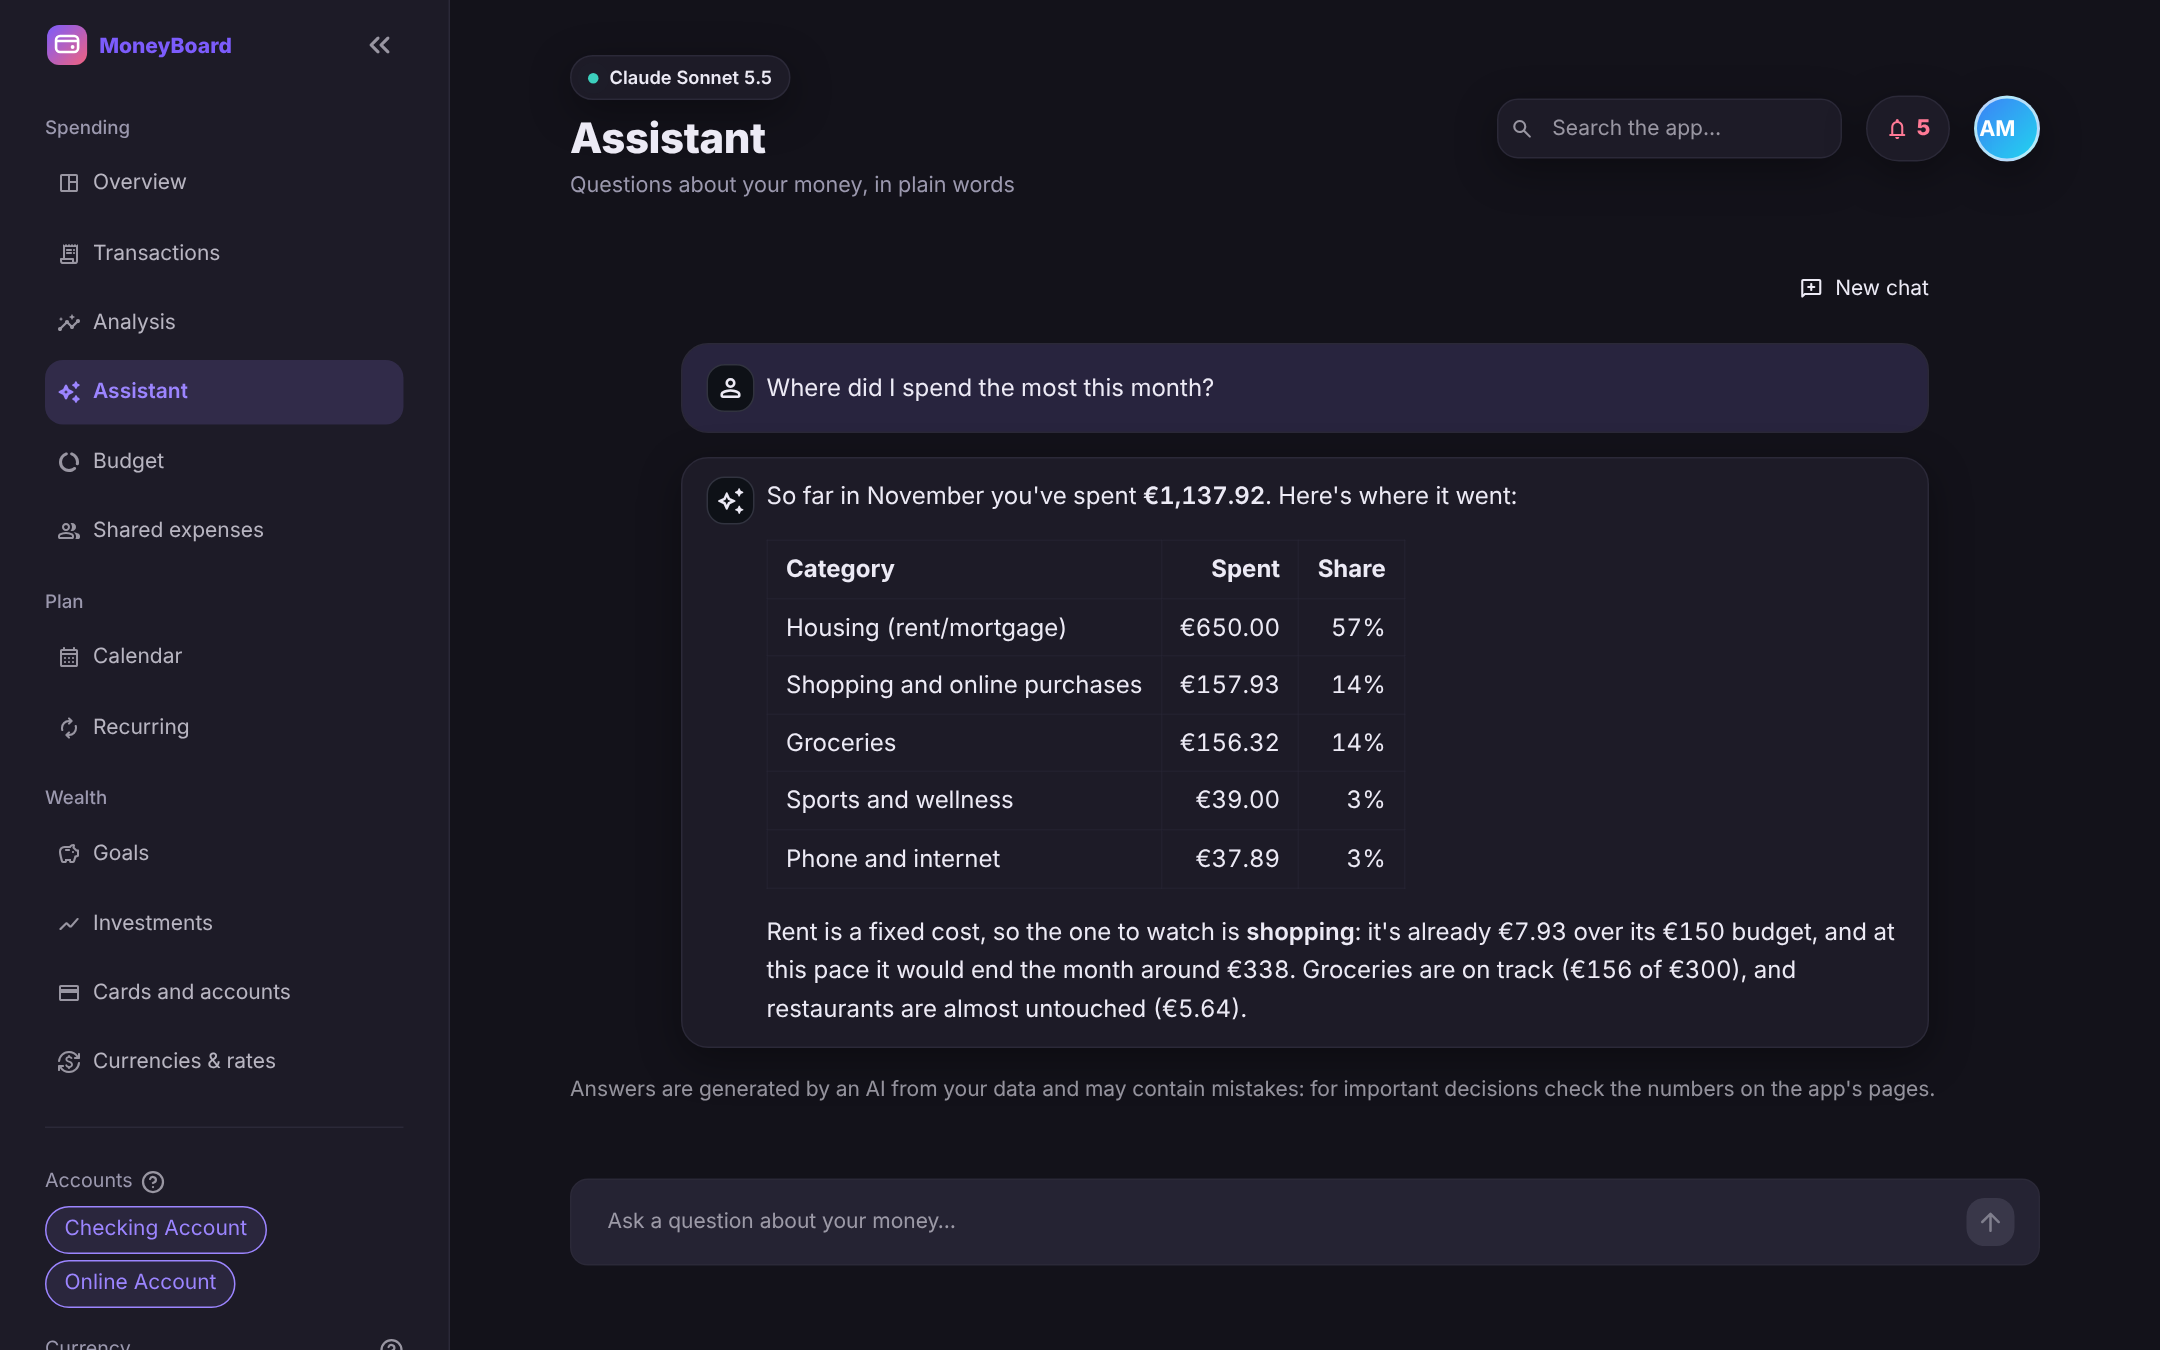 MoneyBoard
Spending
Overview
Transactions
Analysis
Assistant
Budget
Shared expenses
Plan
Calendar
Recurring
Wealth
Goals
Investments
Cards and accounts
Currencies & rates
Accounts
Checking Account
Online Account
Currency
Claude Sonnet 5.5
Assistant
Questions about your money, in plain words
Search the app...
5
AM
New chat
Where did I spend the most this month?
So far in November you've spent €1,137.92. Here's where it went:
Category Spent Share
Housing (rent/mortgage) €650.00 57%
Shopping and online purchases €157.93 14%
Groceries €156.32 14%
Sports and wellness €39.00 3%
Phone and internet €37.89 3%
Rent is a fixed cost, so the one to watch is shopping: it's already €7.93 over its €150 budget, and at
this pace it would end the month around €338. Groceries are on track (€156 of €300), and
restaurants are almost untouched (€5.64).
Answers are generated by an AI from your data and may contain mistakes: for important decisions check the numbers on the app's pages.
Ask a question about your money...